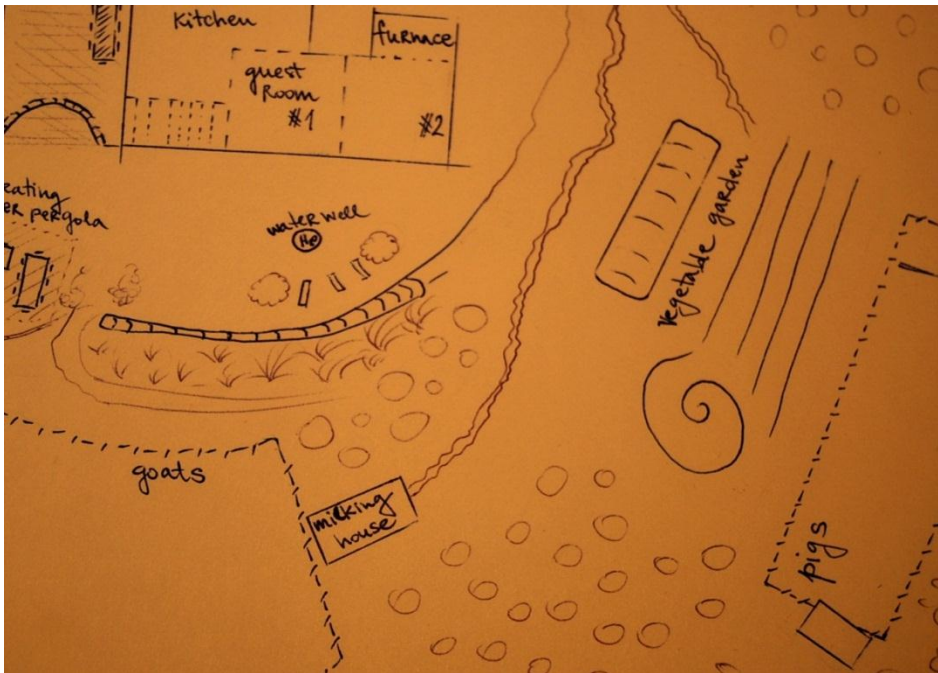 Kitchen
furnace
guest
Room
#1
#2
eating
er pergola
water well
vegetable garden
goats
milking
house
pigs